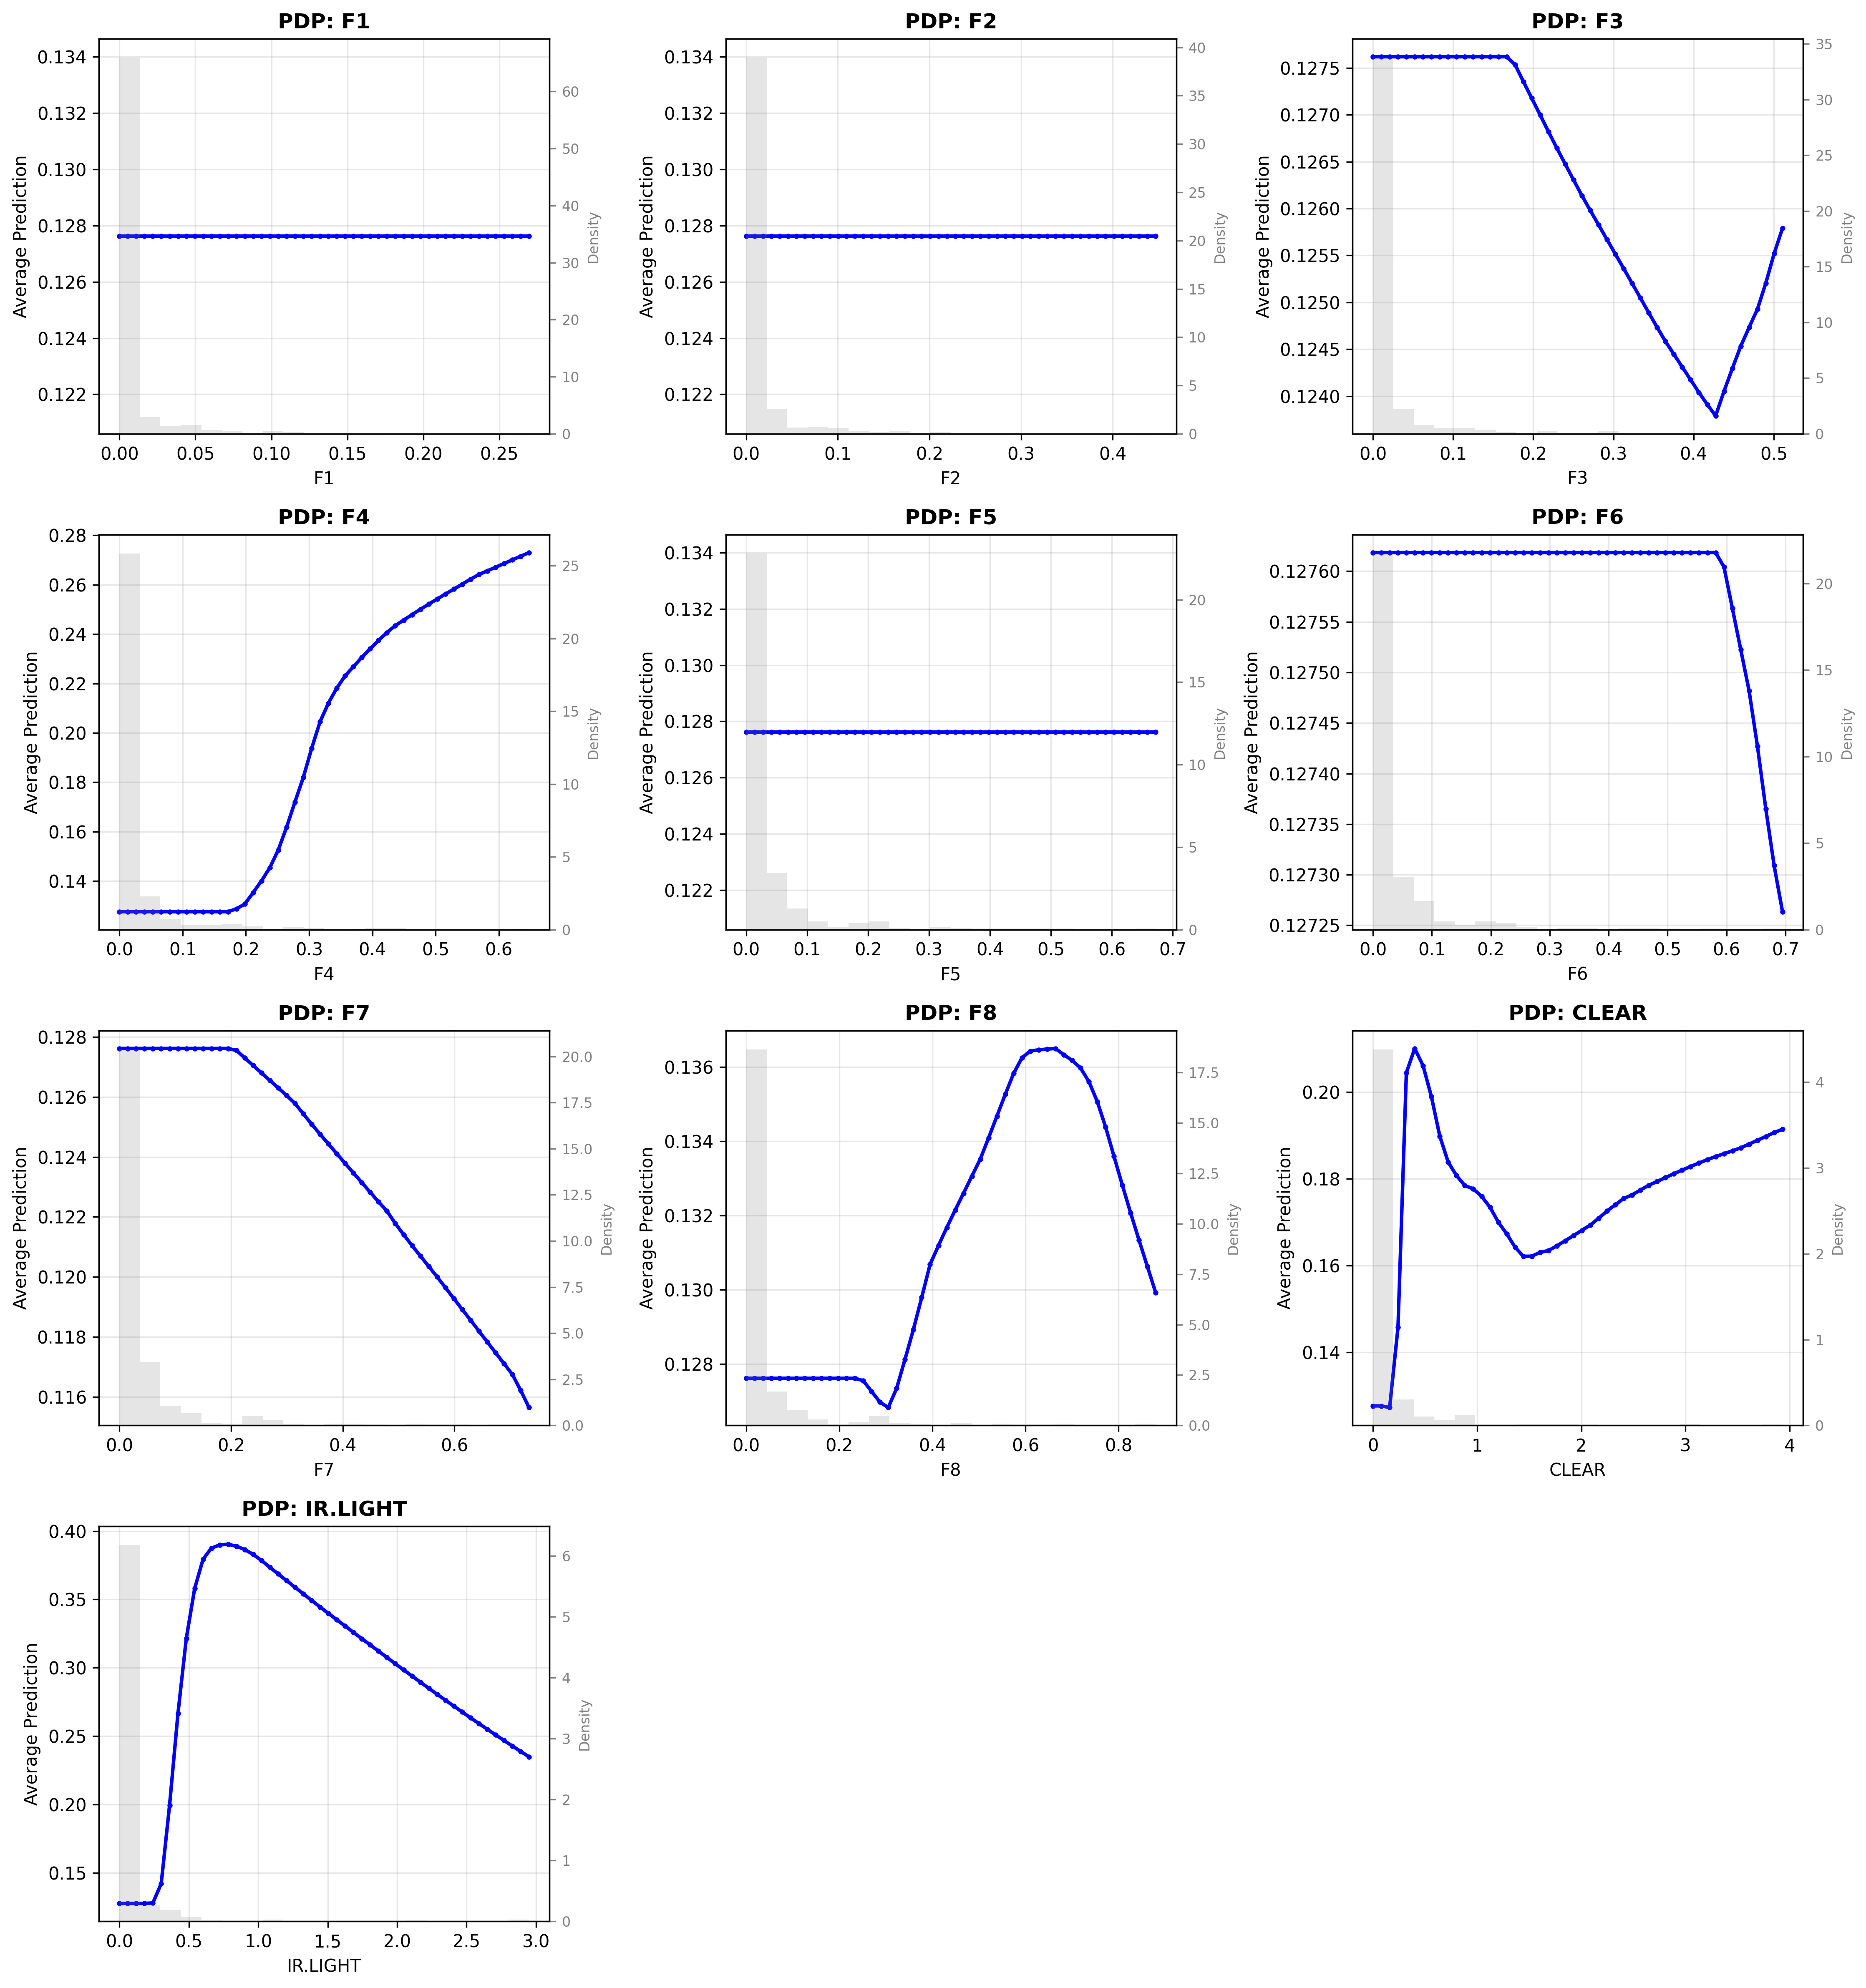 PDP: F1
0.134
0.132
0.130
0.128
0.126
0.124
0.122
Average Prediction
60
50
40
30
20
10
0
Density
0.00 0.05 0.10 0.15 0.20 0.25
F1
PDP: F2
0.134
0.132
0.130
0.128
0.126
0.124
0.122
Average Prediction
40
35
30
25
20
15
10
5
0
Density
0.0 0.1 0.2 0.3 0.4
F2
PDP: F3
0.1275
0.1270
0.1265
0.1260
0.1255
0.1250
0.1245
0.1240
Average Prediction
35
30
25
20
15
10
5
0
Density
0.0 0.1 0.2 0.3 0.4 0.5
F3
PDP: F4
0.28
0.26
0.24
0.22
0.20
0.18
0.16
0.14
Average Prediction
25
20
15
10
5
0
Density
0.0 0.1 0.2 0.3 0.4 0.5 0.6
F4
PDP: F5
0.134
0.132
0.130
0.128
0.126
0.124
0.122
Average Prediction
20
15
10
5
0
Density
0.0 0.1 0.2 0.3 0.4 0.5 0.6 0.7
F5
PDP: F6
0.12760
0.12755
0.12750
0.12745
0.12740
0.12735
0.12730
0.12725
Average Prediction
20
15
10
5
0
Density
0.0 0.1 0.2 0.3 0.4 0.5 0.6 0.7
F6
PDP: F7
0.128
0.126
0.124
0.122
0.120
0.118
0.116
Average Prediction
20.0
17.5
15.0
12.5
10.0
7.5
5.0
2.5
0.0
Density
0.0 0.2 0.4 0.6
F7
PDP: F8
0.136
0.134
0.132
0.130
0.128
Average Prediction
17.5
15.0
12.5
10.0
7.5
5.0
2.5
0.0
Density
0.0 0.2 0.4 0.6 0.8
F8
PDP: CLEAR
0.20
0.18
0.16
0.14
Average Prediction
4
3
2
1
0
Density
0 1 2 3 4
CLEAR
PDP: IR.LIGHT
0.40
0.35
0.30
0.25
0.20
0.15
Average Prediction
6
5
4
3
2
1
0
Density
0.0 0.5 1.0 1.5 2.0 2.5 3.0
IR.LIGHT